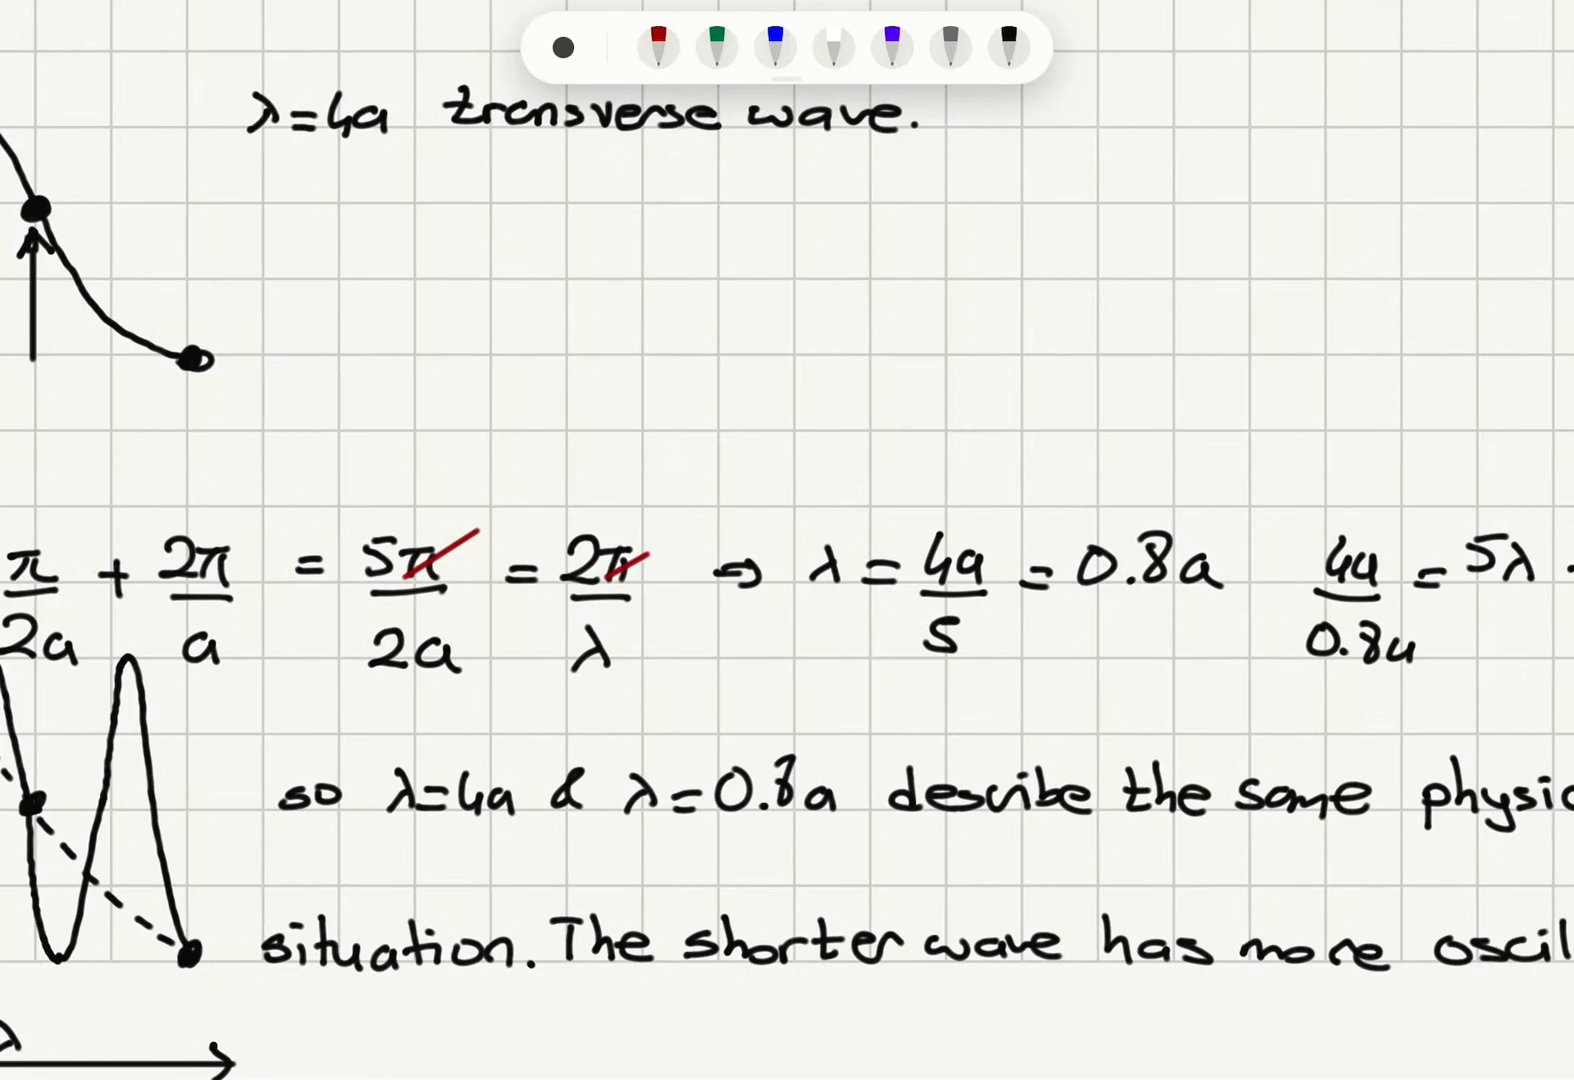 λ=4a transverse wave.
π/2a + 2π/a = 5π/2a = 2π/λ ⇒ λ = 4a/5 = 0.8a 4a/0.8a = 5λ
so λ=4a & λ=0.8a describe the same physic
situation. The shorter wave has more oscil